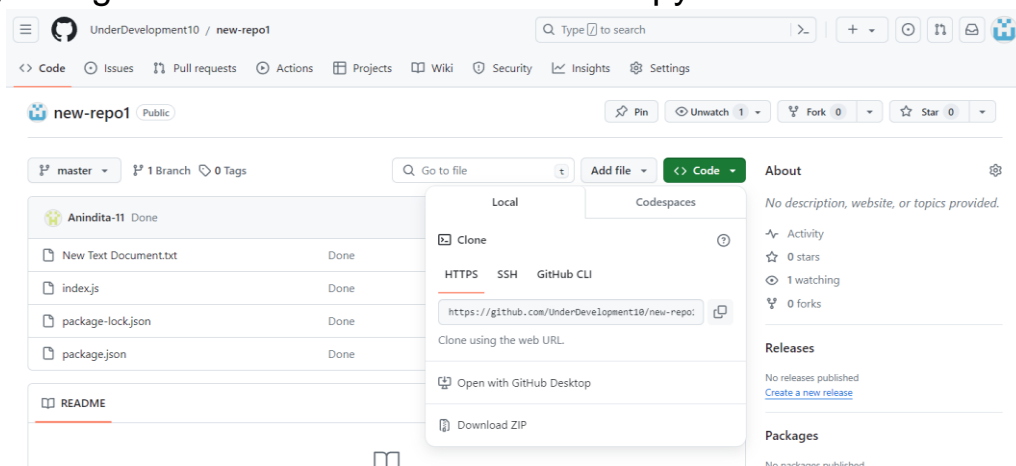 UnderDevelopment10 / new-repo1
Type / to search
Code Issues Pull requests Actions Projects Wiki Security Insights Settings
new-repo1 Public
Pin Unwatch 1 Fork 0 Star 0
master 1 Branch 0 Tags
Go to file t Add file <> Code
About
Local Codespaces
No description, website, or topics provided.
Anindita-11 Done
Clone
Activity
New Text Document.txt Done
0 stars
HTTPS SSH GitHub CLI
1 watching
index.js Done
0 forks
https://github.com/UnderDevelopment10/new-repo1
package-lock.json Done
Clone using the web URL.
Releases
package.json Done
No releases published
Open with GitHub Desktop
Create a new release
README
Download ZIP
Packages
No packages published